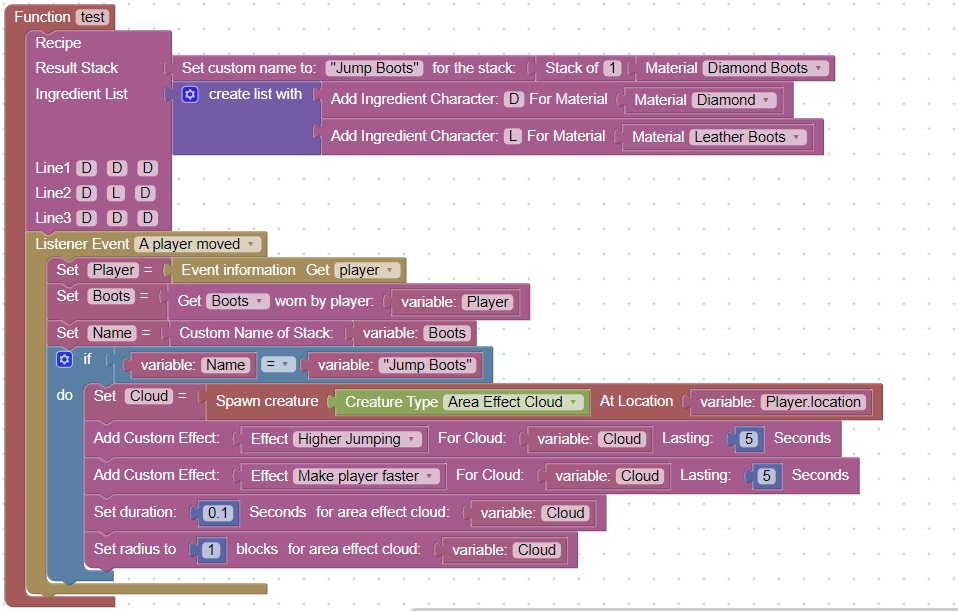 Function test
Recipe
Result Stack Set custom name to: "Jump Boots" for the stack: Stack of 1 Material Diamond Boots
Ingredient List create list with Add Ingredient Character: D For Material Material Diamond
Add Ingredient Character: L For Material Material Leather Boots
Line1 D D D
Line2 D L D
Line3 D D D
Listener Event A player moved
Set Player = Event information Get player
Set Boots = Get Boots worn by player: variable: Player
Set Name = Custom Name of Stack: variable: Boots
if variable: Name = variable: "Jump Boots"
do Set Cloud = Spawn creature Creature Type Area Effect Cloud At Location variable: Player.location
Add Custom Effect: Effect Higher Jumping For Cloud: variable: Cloud Lasting: 5 Seconds
Add Custom Effect: Effect Make player faster For Cloud: variable: Cloud Lasting: 5 Seconds
Set duration: 0.1 Seconds for area effect cloud: variable: Cloud
Set radius to 1 blocks for area effect cloud: variable: Cloud